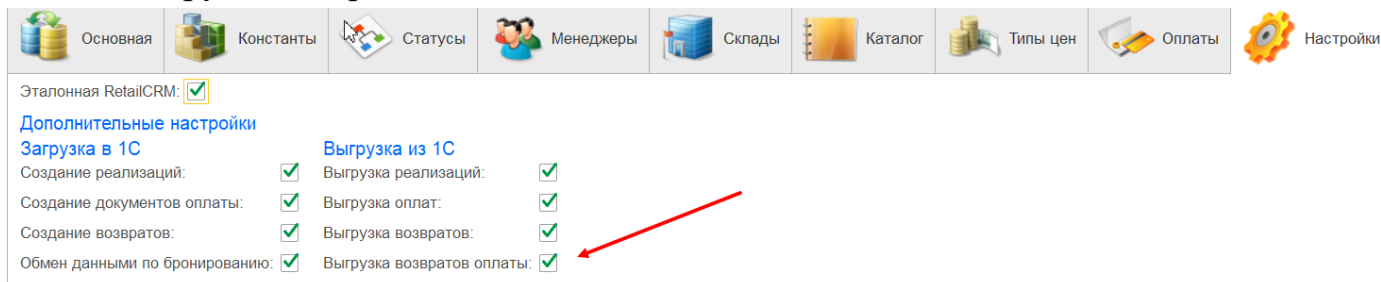 Основная Константы Статусы Менеджеры Склады Каталог Типы цен Оплаты Настройки
Эталонная RetailCRM:
Дополнительные настройки
Загрузка в 1С Выгрузка из 1С
Создание реализаций: Выгрузка реализаций:
Создание документов оплаты: Выгрузка оплат:
Создание возвратов: Выгрузка возвратов:
Обмен данными по бронированию: Выгрузка возвратов оплаты: